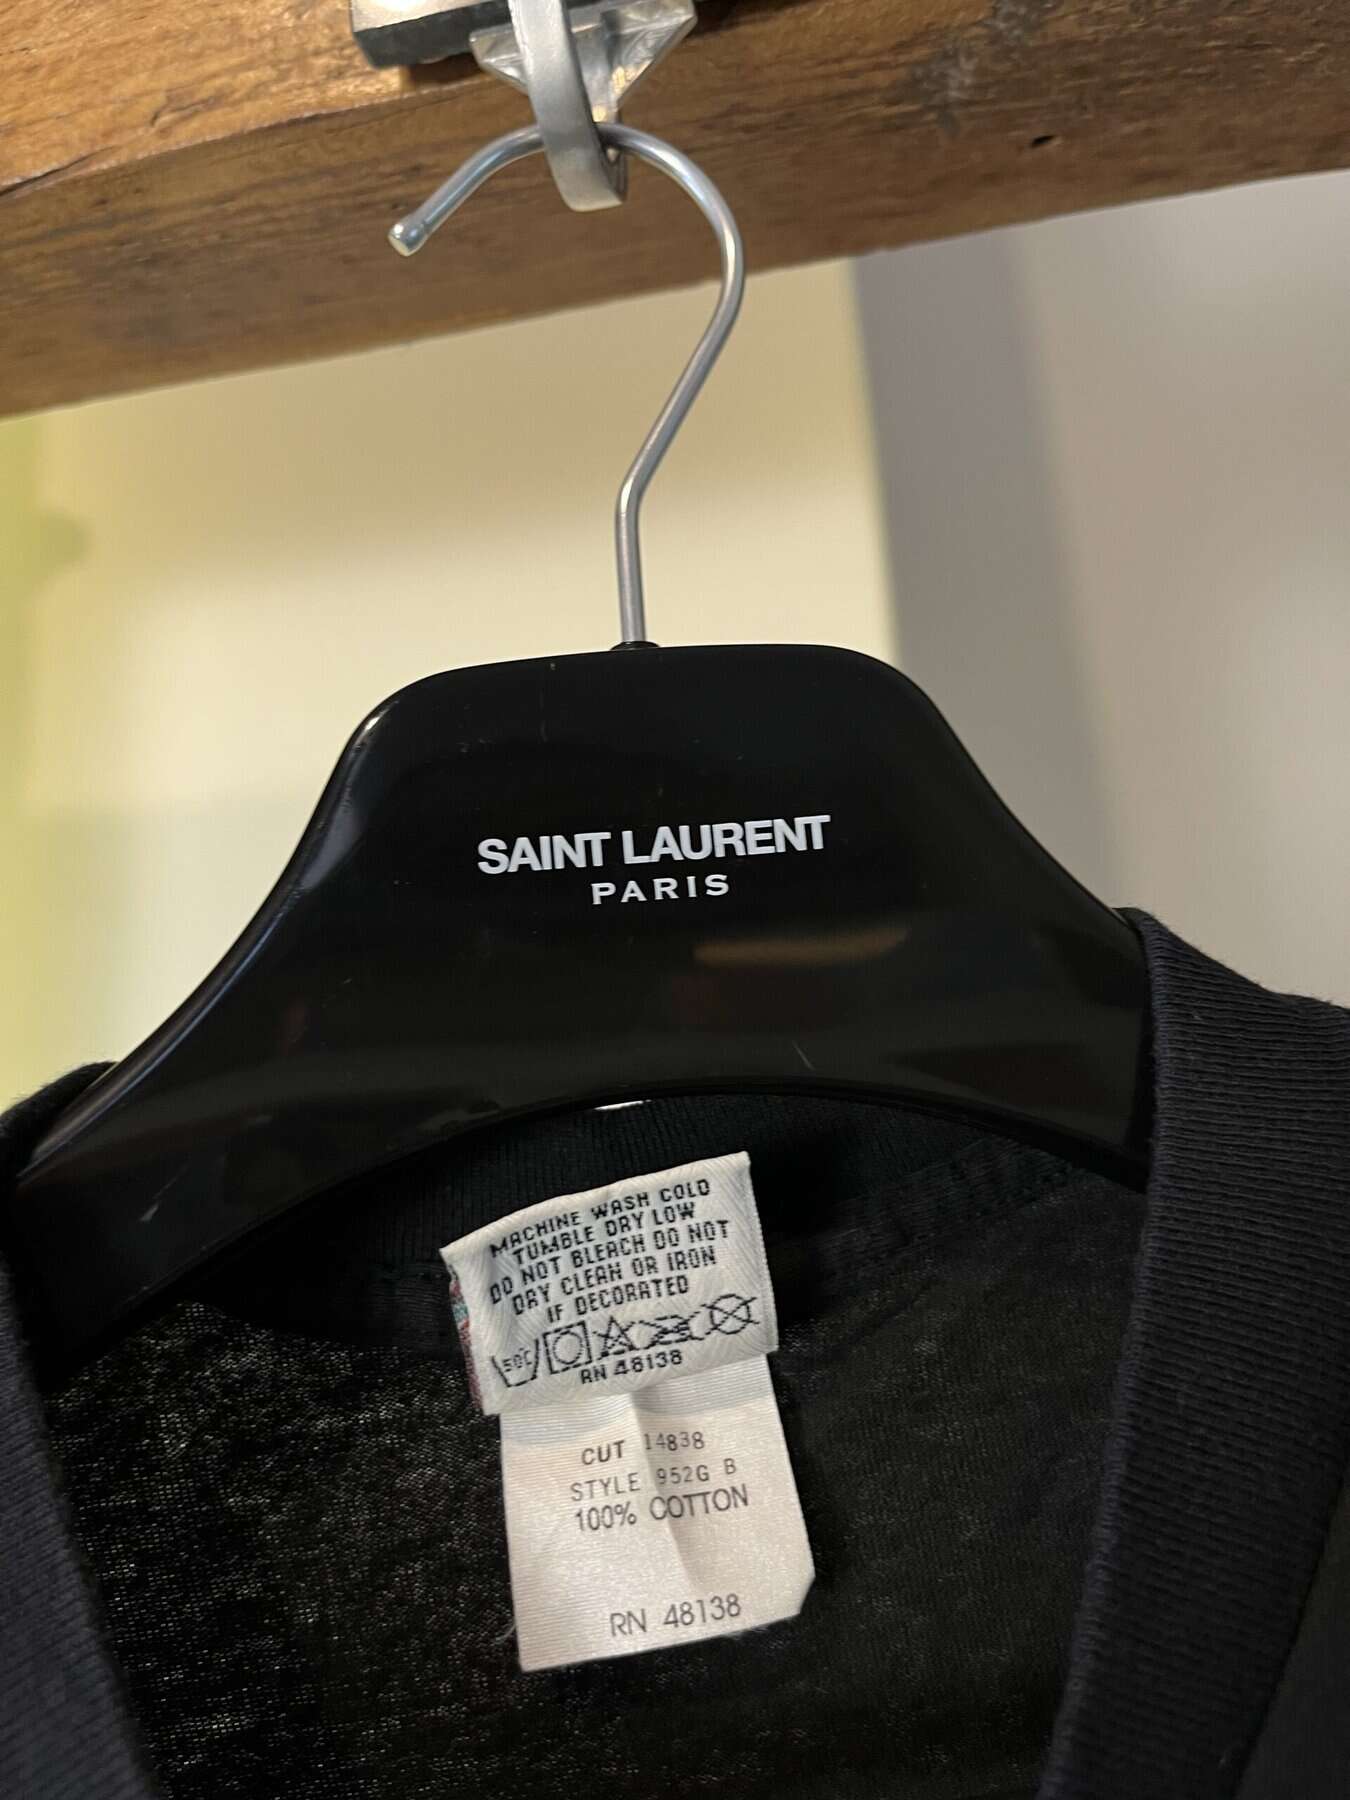 SAINT LAURENT
PARIS
MACHINE WASH COLD
TUMBLE DRY LOW
DO NOT BLEACH DO NOT
DRY CLEAN OR IRON
IF DECORATED
50°C
RN 48138
CUT 14838
STYLE 952G B
100% COTTON
RN 48138